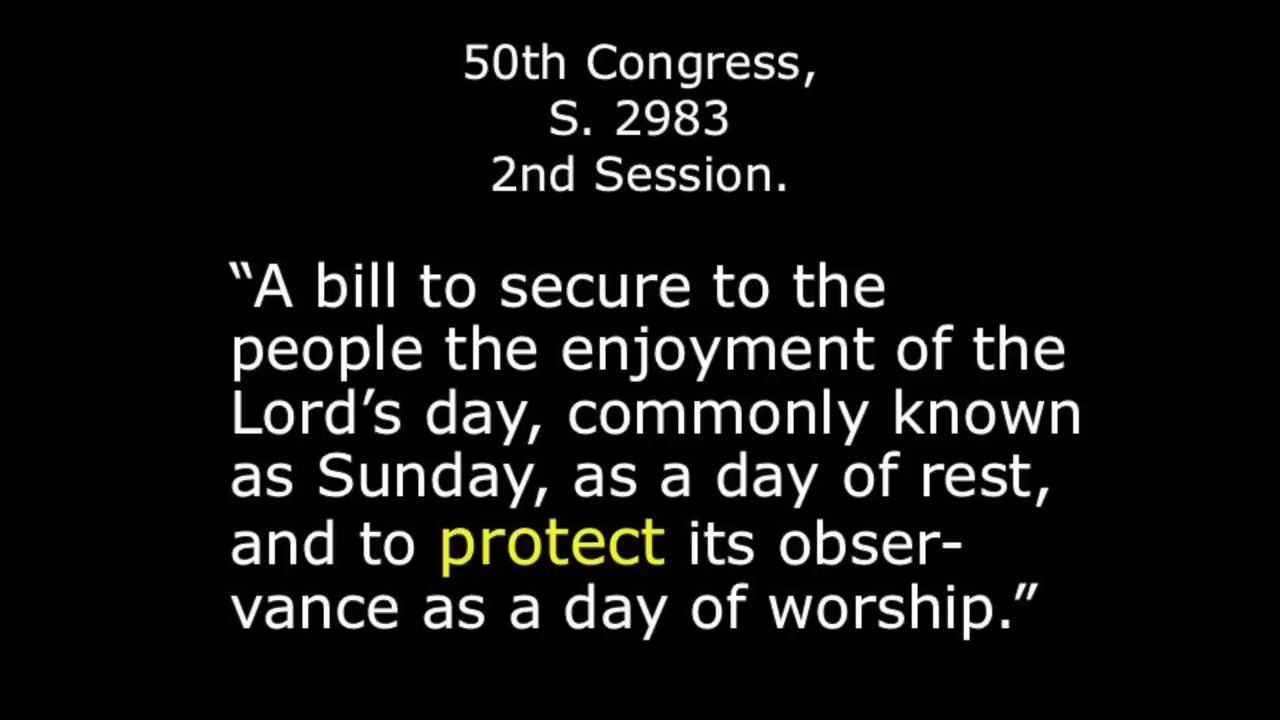 50th Congress,
S. 2983
2nd Session.
“A bill to secure to the
people the enjoyment of the
Lord’s day, commonly known
as Sunday, as a day of rest,
and to protect its obser-
vance as a day of worship.”